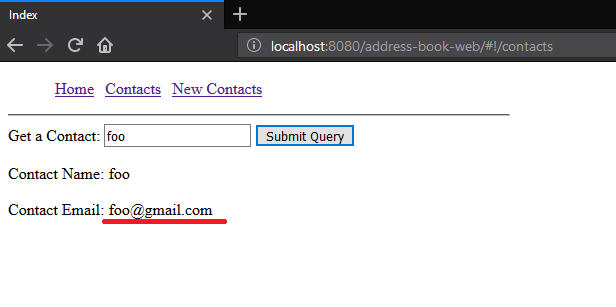 Index
localhost:8080/address-book-web/#!/contacts
Home Contacts New Contacts
Get a Contact: foo Submit Query
Contact Name: foo
Contact Email: foo@gmail.com